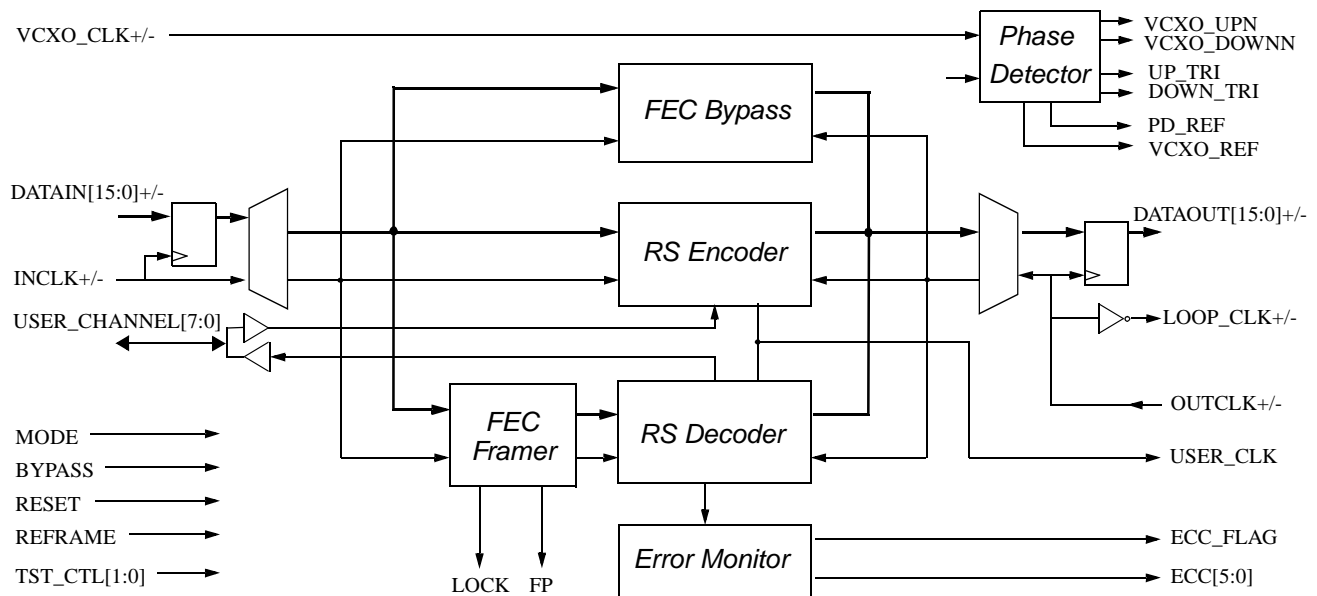 VCXO_CLK+/-
Phase
Detector
VCXO_UPN
VCXO_DOWNN
UP_TRI
DOWN_TRI
PD_REF
VCXO_REF
FEC Bypass
DATAIN[15:0]+/-
INCLK+/-
RS Encoder
DATAOUT[15:0]+/-
USER_CHANNEL[7:0]
LOOP_CLK+/-
FEC
Framer
RS Decoder
OUTCLK+/-
USER_CLK
MODE
BYPASS
RESET
REFRAME
TST_CTL[1:0]
LOCK
FP
Error Monitor
ECC_FLAG
ECC[5:0]